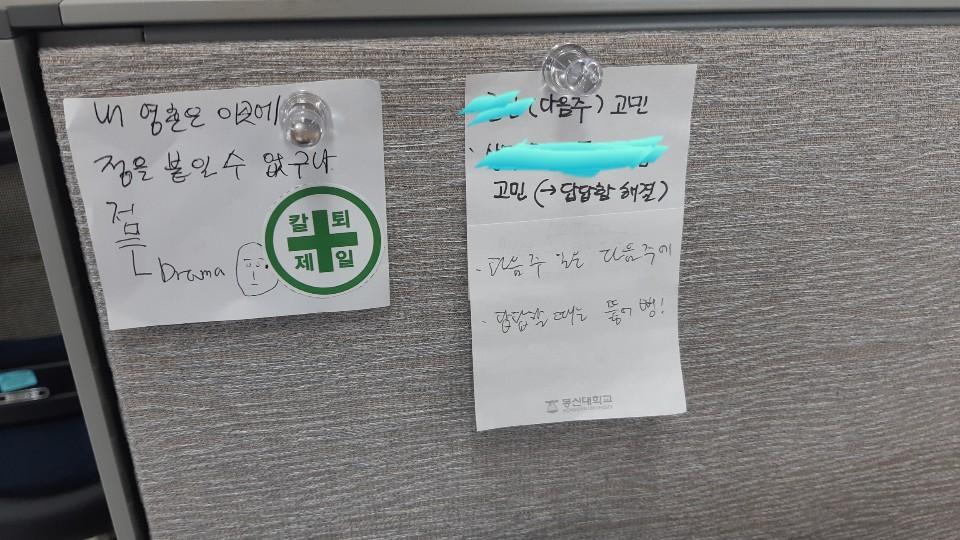 내 영혼은 이곳에
정을 붙일 수 없구나
점
Drama
칼퇴
제일
(다음주) 고민
고민 (→답답함 해결)
· 다음주 일은 다음주에
· 답답할 때는 뚫어뻥!
동신대학교